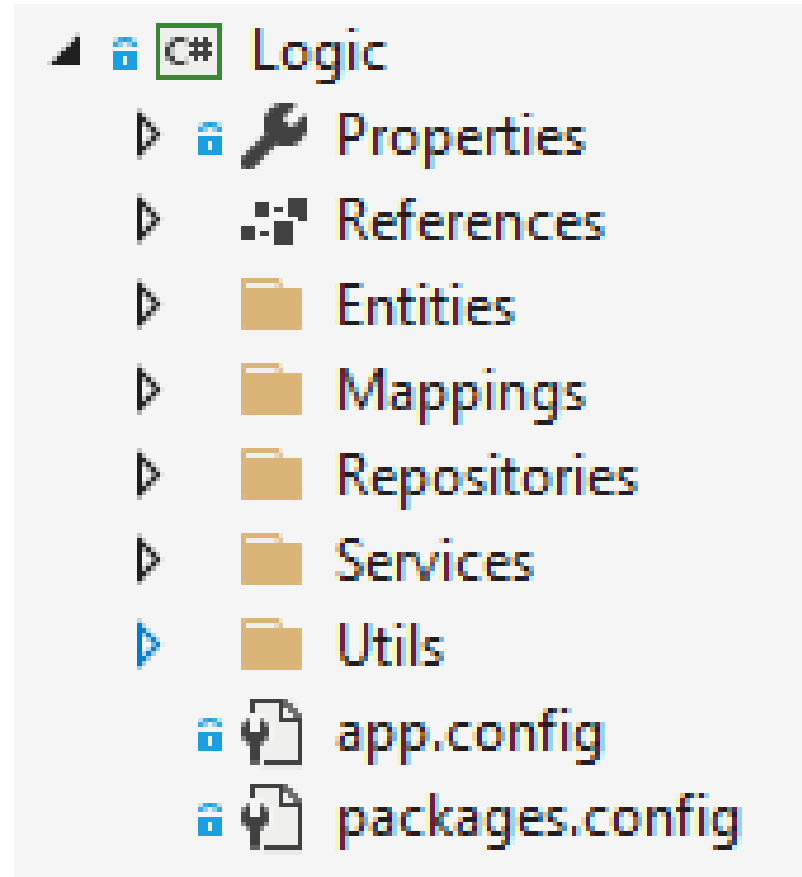 C# Logic
Properties
References
Entities
Mappings
Repositories
Services
Utils
app.config
packages.config